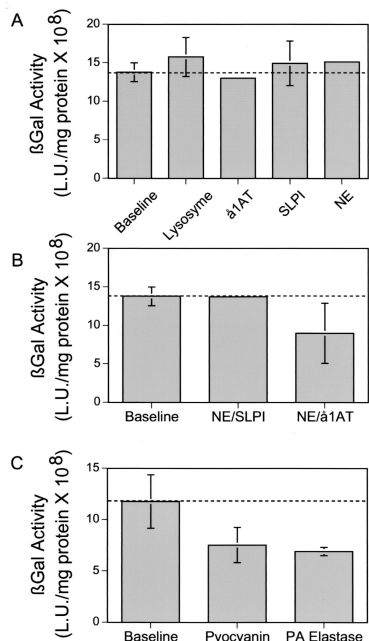 A
ßGal Activity
(L.U./mg protein X 10^8)
20
15
10
5
0
Baseline
Lysosyme
å1AT
SLPI
NE
B
ßGal Activity
(L.U./mg protein X 10^8)
20
15
10
5
0
Baseline
NE/SLPI
NE/å1AT
C
ßGal Activity
(L.U./mg protein X 10^8)
15
10
5
0
Baseline
Pyocyanin
PA Elastase